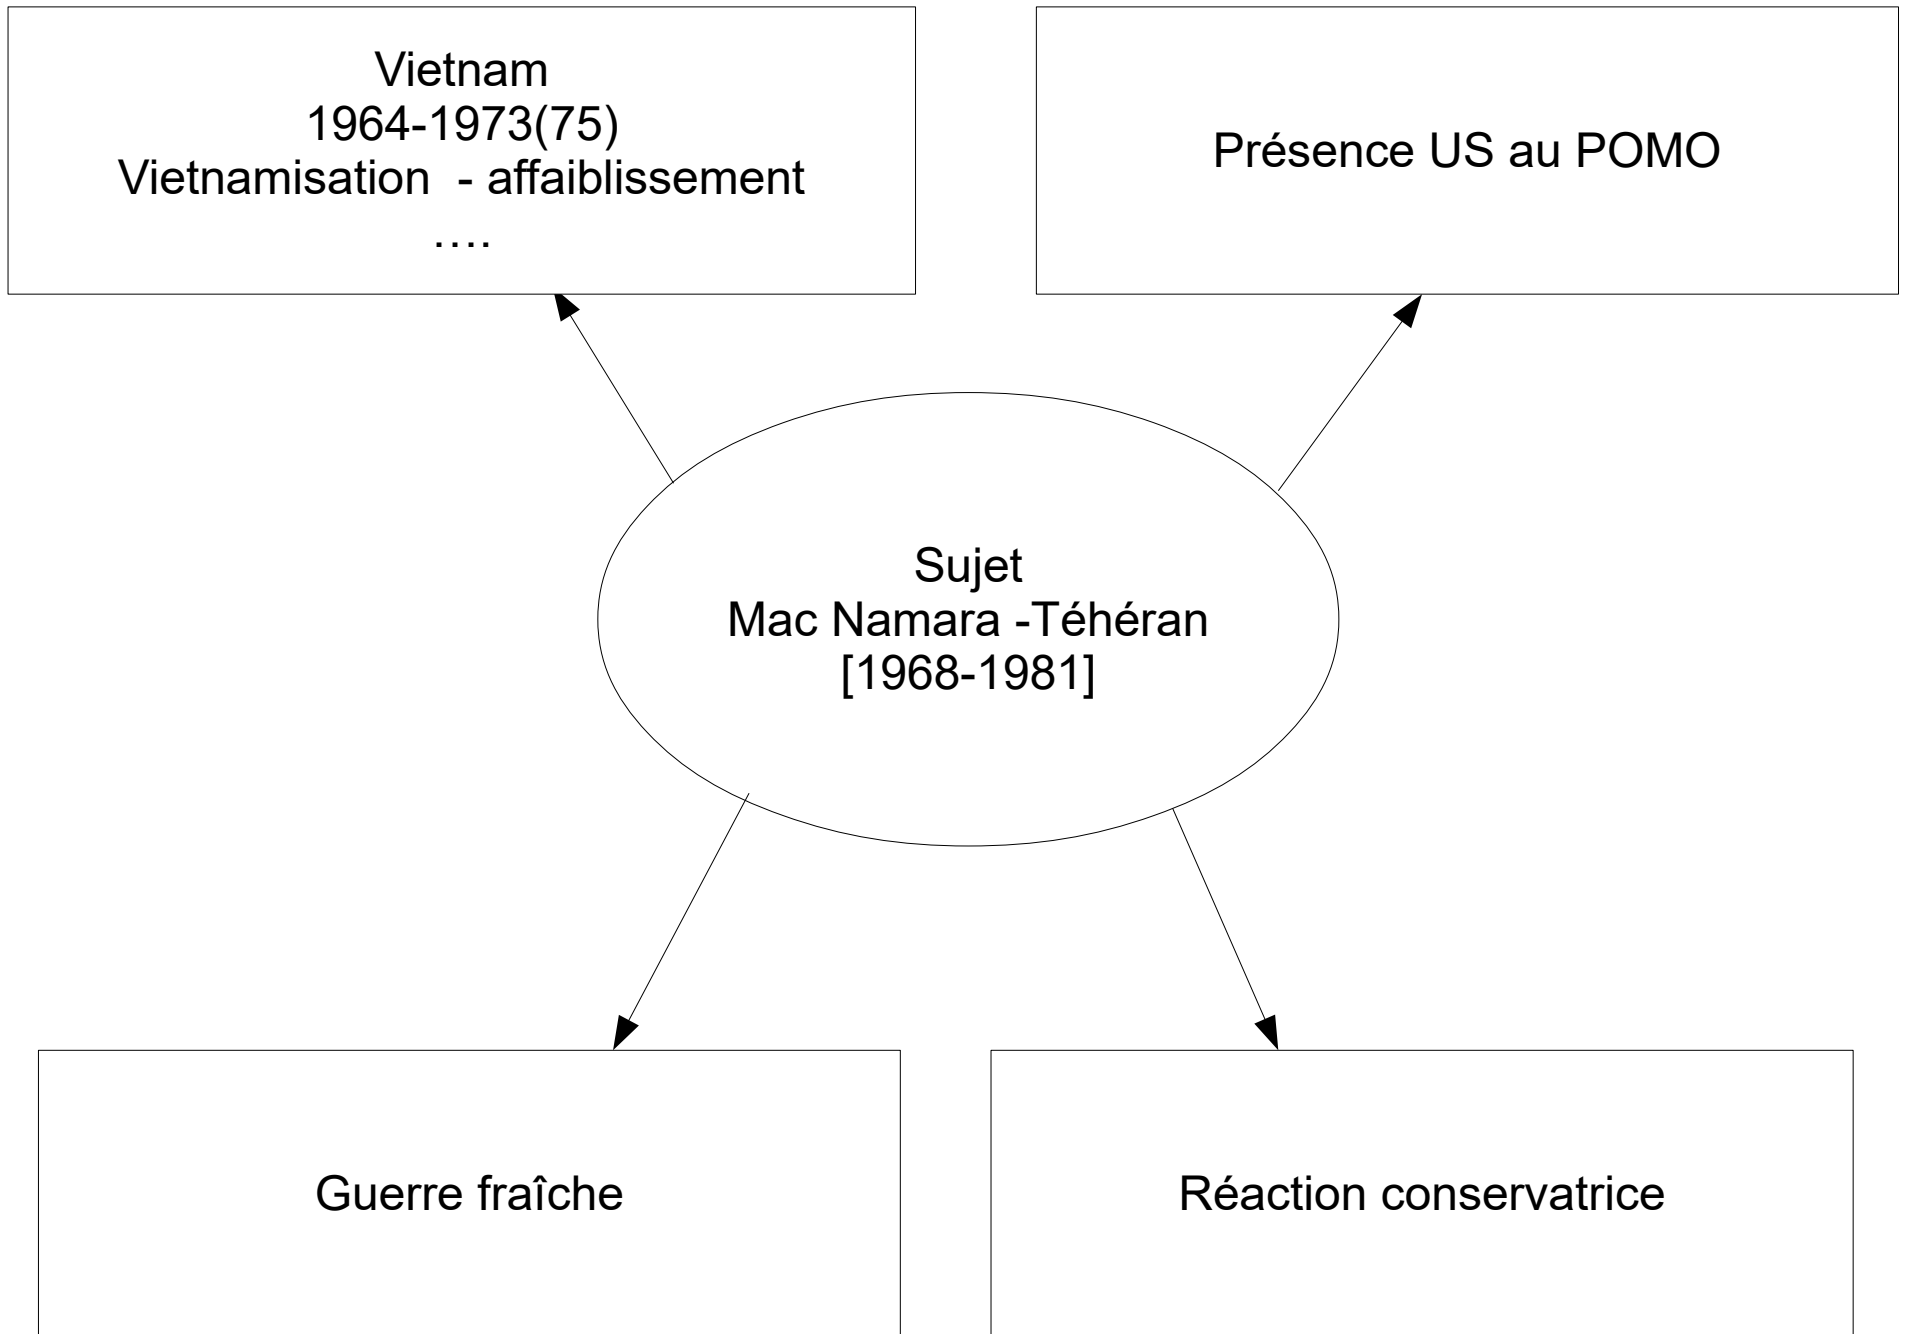 Vietnam
1964-1973(75)
Vietnamisation  - affaiblissement
….
Présence US au POMO
Sujet
Mac Namara -Téhéran
[1968-1981]
Guerre fraîche
Réaction conservatrice